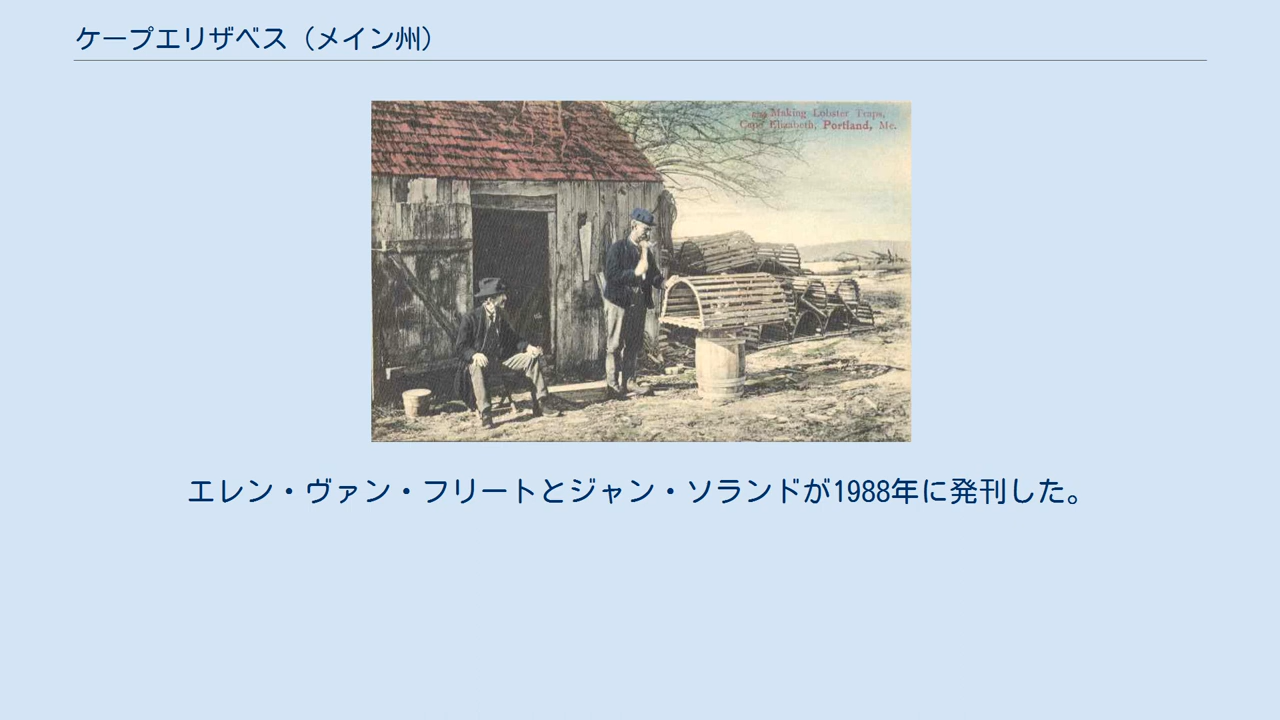 ケープエリザベス（メイン州）
Making Lobster Traps,
Cape Elizabeth, Portland, Me.
エレン・ヴァン・フリートとジャン・ソランドが1988年に発刊した。